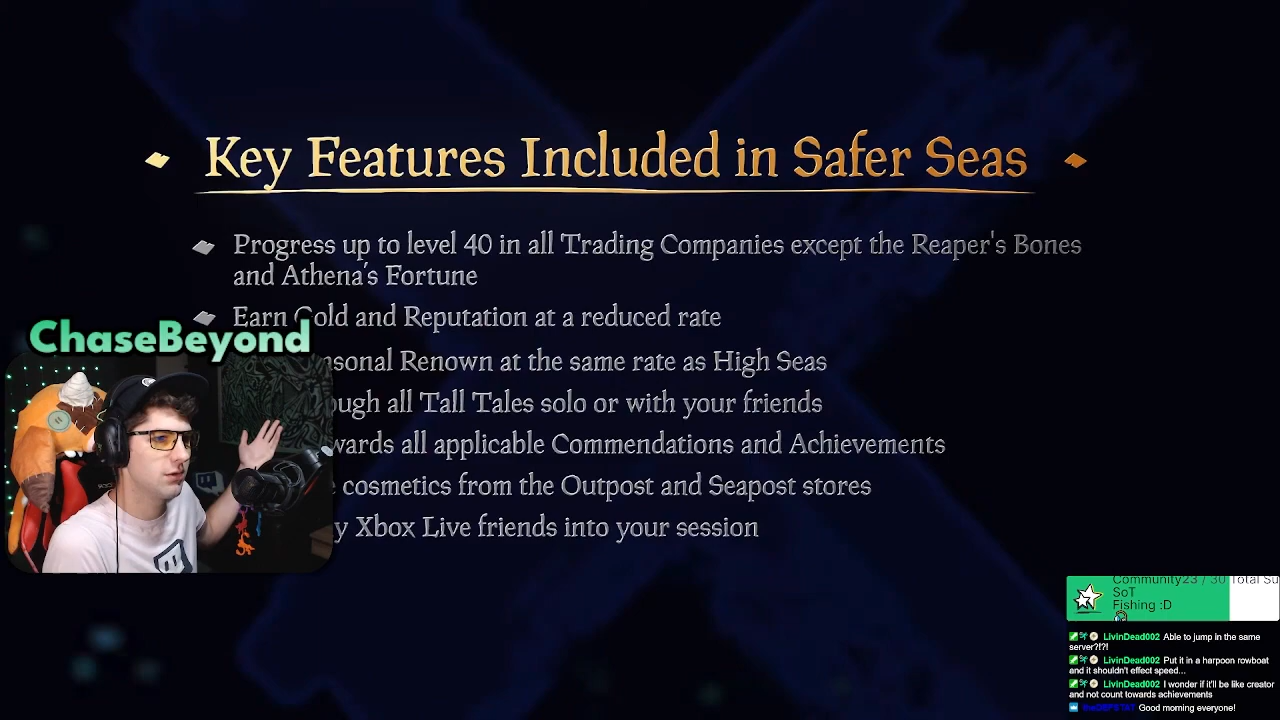 Key Features Included in Safer Seas
Progress up to level 40 in all Trading Companies except the Reaper's Bones
and Athena's Fortune
Earn Gold and Reputation at a reduced rate
ChaseBeyond
Renown at the same rate as High Seas
all Tall Tales solo or with your friends
all applicable Commendations and Achievements
cosmetics from the Outpost and Seapost stores
Xbox Live friends into your session
Community23 / 30 Total Su
SoT
Fishing :D
LivinDead002 Able to jump in the same
server?!?!
LivinDead002 Put it in a harpoon rowboat
and it shouldn't effect speed...
LivinDead002 I wonder if it'll be like creator
and not count towards achievements
Good morning everyone!